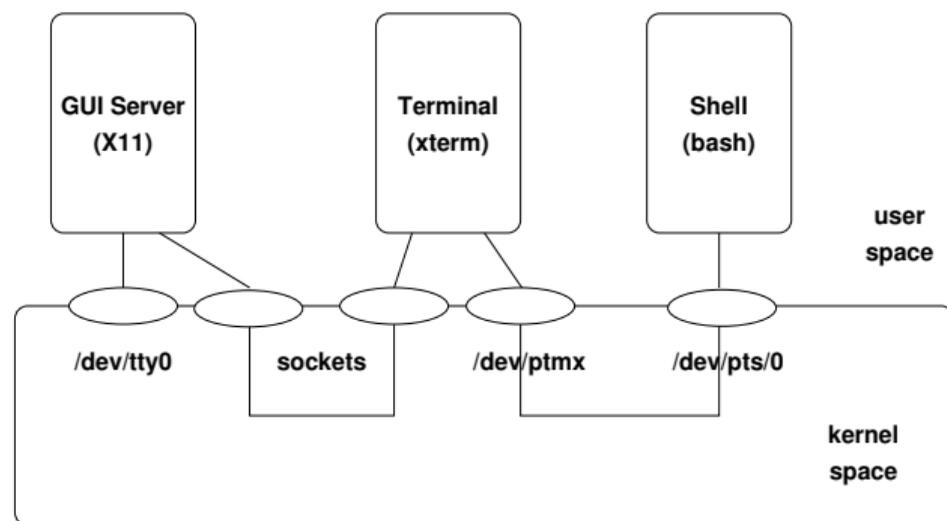 GUI Server
(X11)
Terminal
(xterm)
Shell
(bash)
user
space
/dev/tty0
sockets
/dev/ptmx
/dev/pts/0
kernel
space